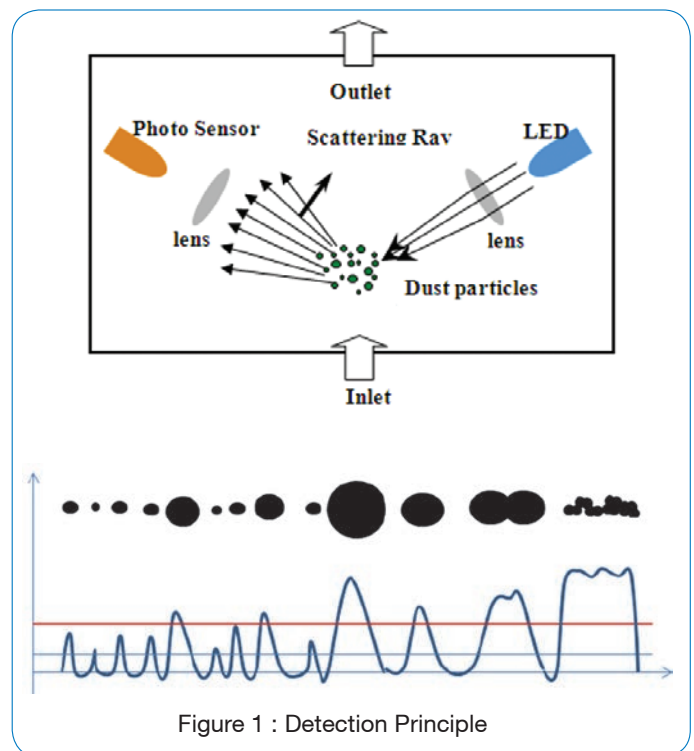 Outlet
Photo Sensor
Scattering Ray
LED
lens
lens
Dust particles
Inlet
Figure 1 : Detection Principle